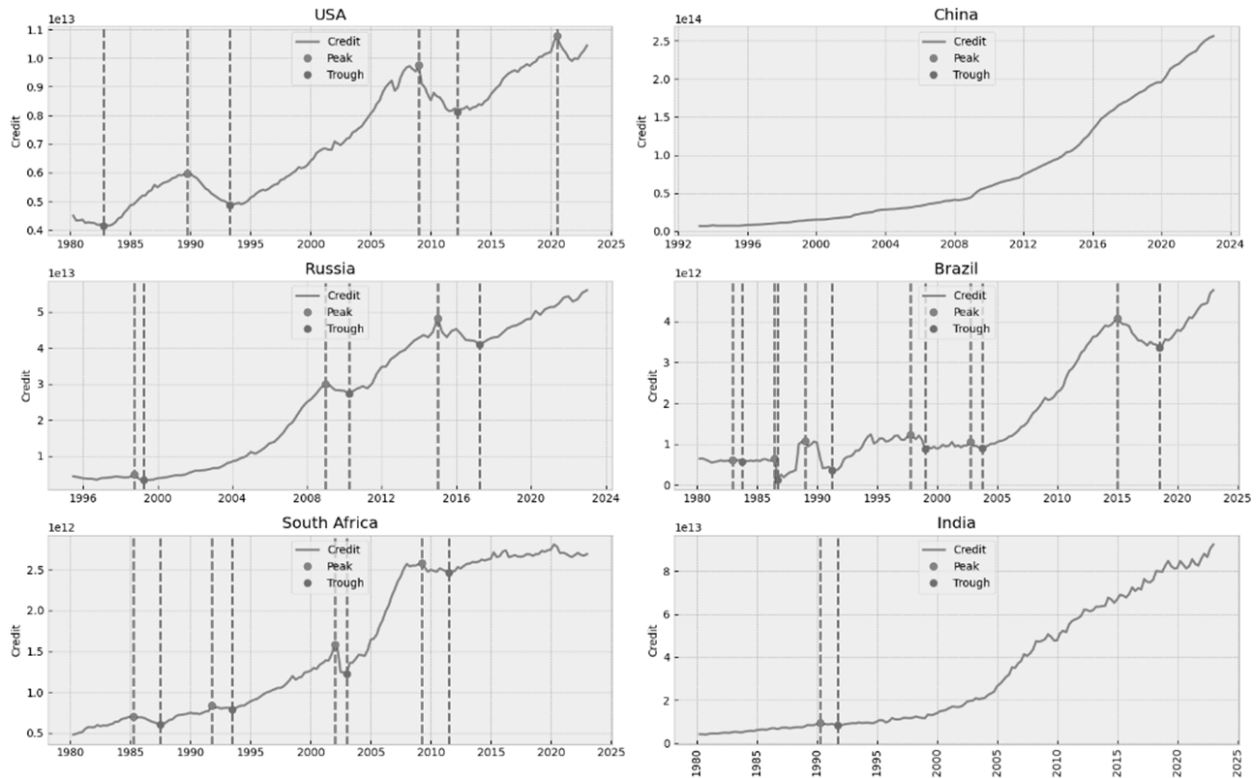 USA
1e13
Credit
Peak
Trough
Credit
1.1
1.0
0.9
0.8
0.7
0.6
0.5
0.4
1980 1985 1990 1995 2000 2005 2010 2015 2020 2025
China
1e14
Credit
Peak
Trough
Credit
2.5
2.0
1.5
1.0
0.5
0.0
1992 1996 2000 2004 2008 2012 2016 2020 2024
Russia
1e13
Credit
Peak
Trough
Credit
5
4
3
2
1
1996 2000 2004 2008 2012 2016 2020 2024
Brazil
1e12
Credit
Peak
Trough
Credit
4
3
2
1
0
1980 1985 1990 1995 2000 2005 2010 2015 2020 2025
South Africa
1e12
Credit
Peak
Trough
Credit
2.5
2.0
1.5
1.0
0.5
1980 1985 1990 1995 2000 2005 2010 2015 2020 2025
India
1e13
Credit
Peak
Trough
Credit
8
6
4
2
0
1980 1985 1990 1995 2000 2005 2010 2015 2020 2025